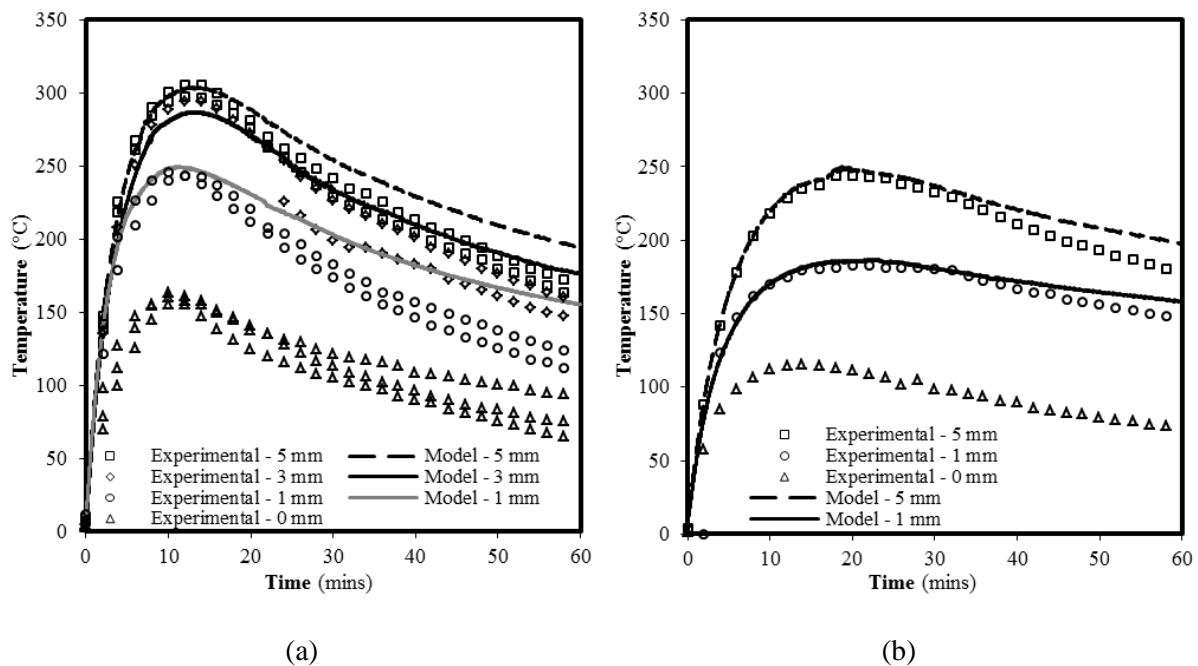 350
300
250
200
150
100
50
0
Temperature (°C)
0 10 20 30 40 50 60
Time (mins)
Experimental - 5 mm
Experimental - 3 mm
Experimental - 1 mm
Experimental - 0 mm
Model - 5 mm
Model - 3 mm
Model - 1 mm
(a)
350
300
250
200
150
100
50
0
Temperature (°C)
0 10 20 30 40 50 60
Time (mins)
Experimental - 5 mm
Experimental - 1 mm
Experimental - 0 mm
Model - 5 mm
Model - 1 mm
(b)